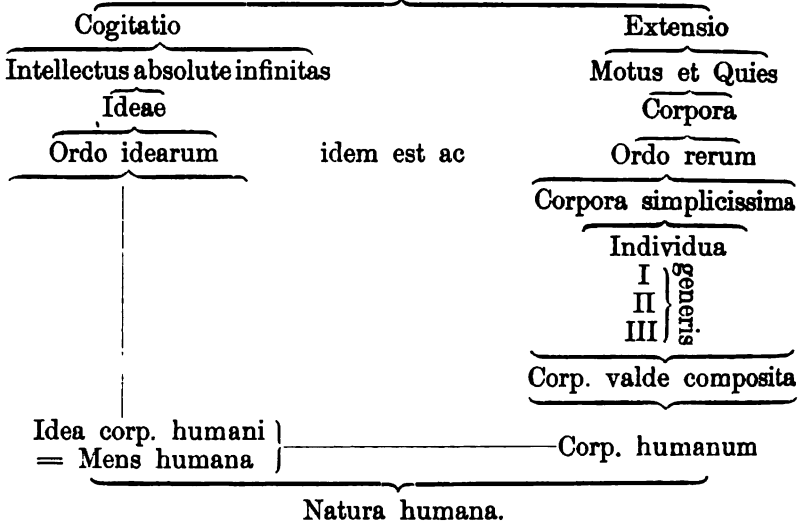 Cogitatio Extensio
Intellectus absolute infinitas Motus et Quies
Ideae Corpora
Ordo idearum idem est ac Ordo rerum
Corpora simplicissima
Individua
I
II
III
generis
Corp. valde composita
Idea corp. humani
= Mens humana
Corp. humanum
Natura humana.